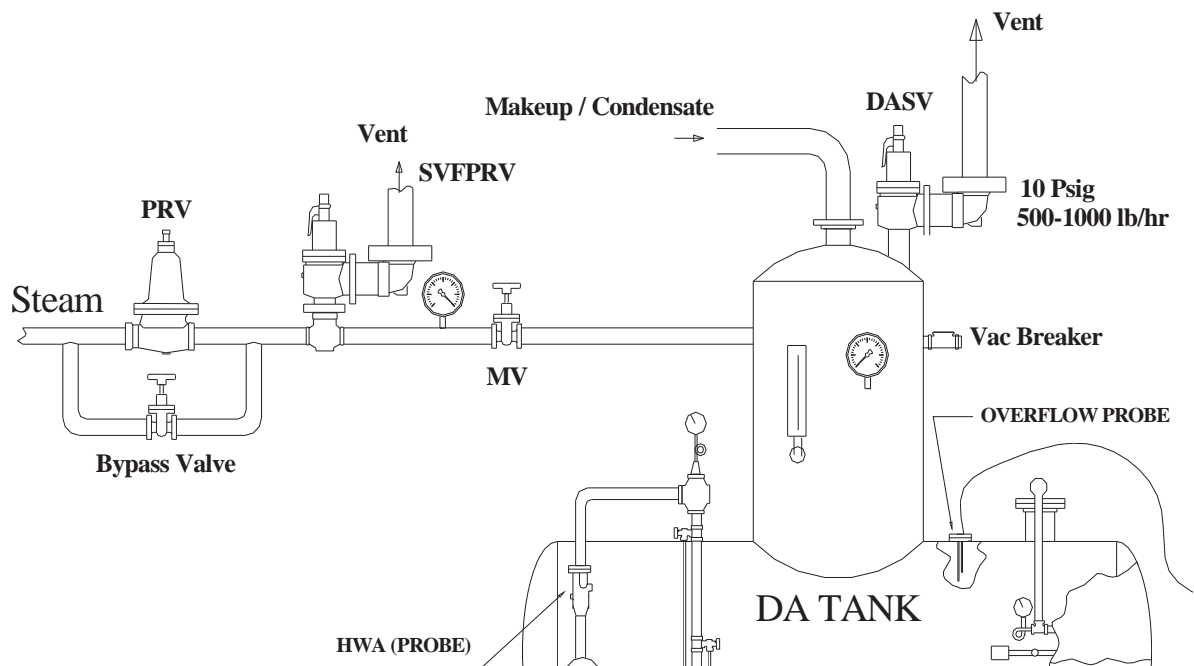 Vent
DASV
Makeup / Condensate
Vent
SVFPRV
10 Psig
500-1000 lb/hr
PRV
Steam
Vac Breaker
MV
OVERFLOW PROBE
Bypass Valve
DA TANK
HWA (PROBE)